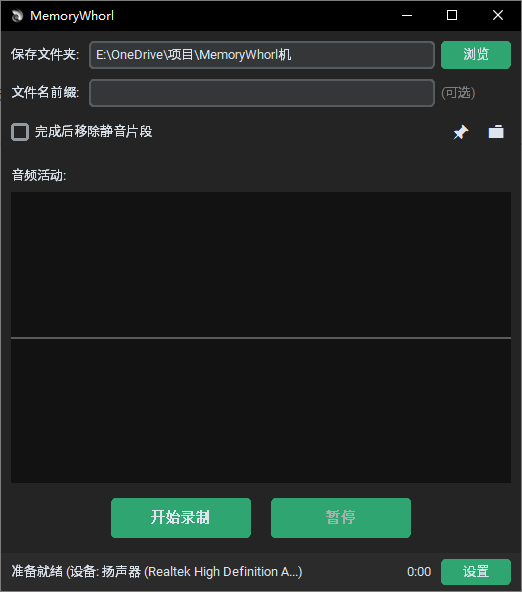 MemoryWhorl
保存文件夹: E:\OneDrive\项目\MemoryWhorl机 浏览
文件名前缀: (可选)
完成后移除静音片段
音频活动:
开始录制 暂停
准备就绪 (设备: 扬声器 (Realtek High Definition A...) 0:00 设置